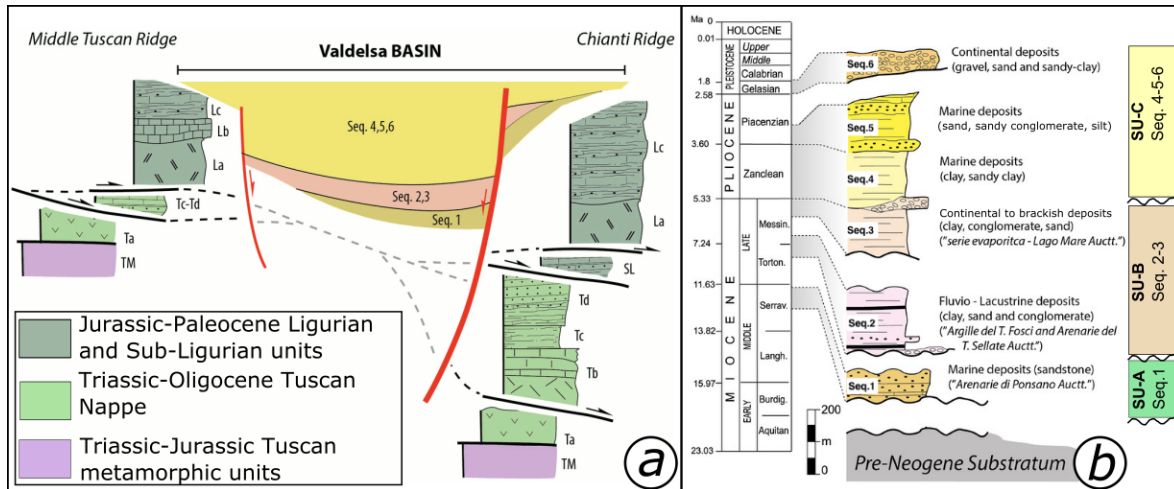 Middle Tuscan Ridge
Valdelsa BASIN
Chianti Ridge
Lc
Lb
La
Tc-Td
Ta
TM
Seq. 4,5,6
Seq. 2,3
Seq. 1
Lc
La
SL
Td
Tc
Tb
Ta
TM
Jurassic-Paleocene Ligurian
and Sub-Ligurian units
Triassic-Oligocene Tuscan
Nappe
Triassic-Jurassic Tuscan
metamorphic units
a
Ma
0
0.01
1.8
2.58
3.60
5.33
7.24
11.63
13.82
15.97
23.03
HOLOCENE
PLEISTOCENE
Upper
Middle
Calabrian
Gelasian
PLIOCENE
Piacenzian
Zanclean
MIOCENE
LATE
Messin.
Torton.
MIDDLE
Serrav.
Langh.
EARLY
Burdig.
Aquitan
200
m
0
Seq.6
Seq.5
Seq.4
Seq.3
Seq.2
Seq.1
Continental deposits
(gravel, sand and sandy-clay)
Marine deposits
(sand, sandy conglomerate, silt)
Marine deposits
(clay, sandy clay)
Continental to brackish deposits
(clay, conglomerate, sand)
("serie evaporitca - Lago Mare Auctt.")
Fluvio - Lacustrine deposits
(clay, sand and conglomerate)
("Argille del T. Fosci and Arenarie del
T. Sellate Auctt.")
Marine deposits (sandstone)
("Arenarie di Ponsano Auctt.")
Pre-Neogene Substratum
SU-C
Seq. 4-5-6
SU-B
Seq. 2-3
SU-A
Seq.1
b